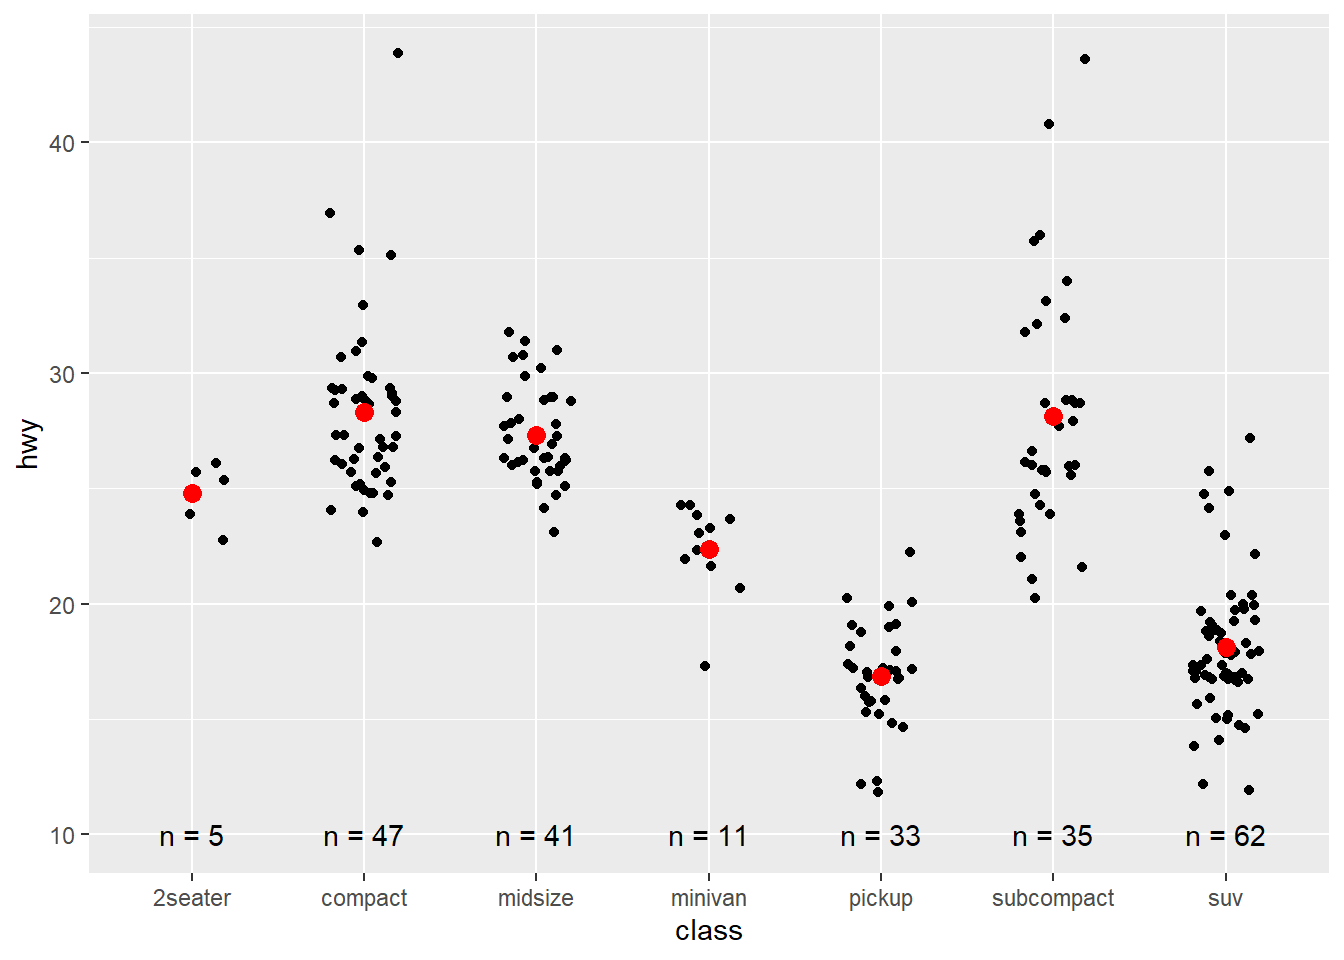 hwy
40
30
20
10
n = 5 n = 47 n = 41 n = 11 n = 33 n = 35 n = 62
2seater compact midsize minivan pickup subcompact suv
class